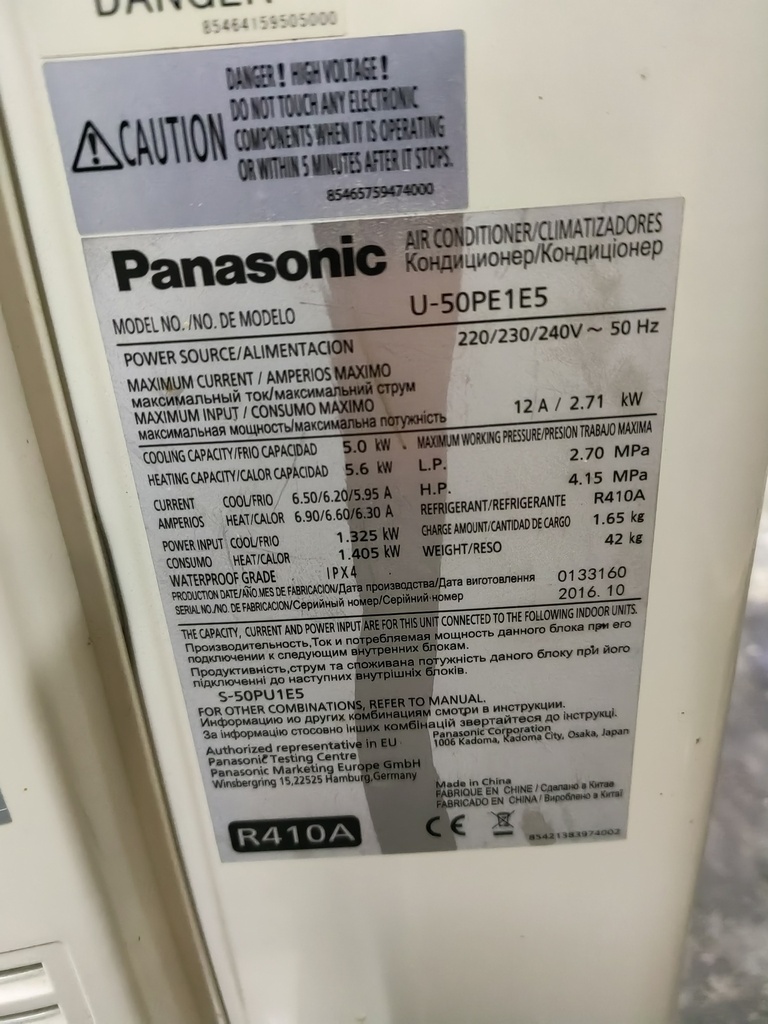 DANGER
85464159505000
CAUTION
DANGER! HIGH VOLTAGE!
DO NOT TOUCH ANY ELECTRONIC
COMPONENTS WHEN IT IS OPERATING
OR WITHIN 5 MINUTES AFTER IT STOPS.
85465759474000
Panasonic AIR CONDITIONER/CLIMATIZADORES
Кондиционер/Кондиціонер
MODEL NO./NO. DE MODELO U-50PE1E5
POWER SOURCE/ALIMENTACION 220/230/240V ~ 50 Hz
MAXIMUM CURRENT / AMPERIOS MAXIMO
максимальный ток/максимальний струм
MAXIMUM INPUT / CONSUMO MAXIMO 12 A / 2.71 kW
максимальная мощность/максимальна потужність
COOLING CAPACITY/FRIO CAPACIDAD 5.0 kW
HEATING CAPACITY/CALOR CAPACIDAD 5.6 kW
CURRENT COOL/FRIO 6.50/6.20/5.95 A
AMPERIOS HEAT/CALOR 6.90/6.60/6.30 A
POWER INPUT COOL/FRIO 1.325 kW
CONSUMO HEAT/CALOR 1.405 kW
WATERPROOF GRADE IPX4
MAXIMUM WORKING PRESSURE/PRESION TRABAJO MAXIMA
L.P. 2.70 MPa
H.P. 4.15 MPa
REFRIGERANT/REFRIGERANTE R410A
CHARGE AMOUNT/CANTIDAD DE CARGO 1.65 kg
WEIGHT/RESO 42 kg
PRODUCTION DATE/AÑO MES DE FABRICACION/Дата производства/Дата виготовлення 0133160
SERIAL NO./NO. DE FABRICACION/Серийный номер/Серійний номер 2016. 10
THE CAPACITY, CURRENT AND POWER INPUT ARE FOR THIS UNIT CONNECTED TO THE FOLLOWING INDOOR UNITS.
Производительность,Ток и потребляемая мощность данного блока при его
подключении к следующим внутренних блокам.
Продуктивність,струм та споживана потужність даного блоку при його
підключенні до наступних внутрішніх блоків.
S-50PU1E5
FOR OTHER COMBINATIONS, REFER TO MANUAL.
Информацию ио других комбинациям смотри в инструкции.
За інформацію стосовно інших комбінацій звертайтеся до інструкці.
Authorized representative in EU
Panasonic Testing Centre
Panasonic Marketing Europe GmbH
Winsbergring 15,22525 Hamburg,Germany
Panasonic Corporation
1006 Kadoma, Kadoma City, Osaka, Japan
Made in China
FABRIQUE EN CHINE / Сделано в Китае
FABRICADO EN CHINA / Вироблено в Китаї
R410A
CE
85421383974002